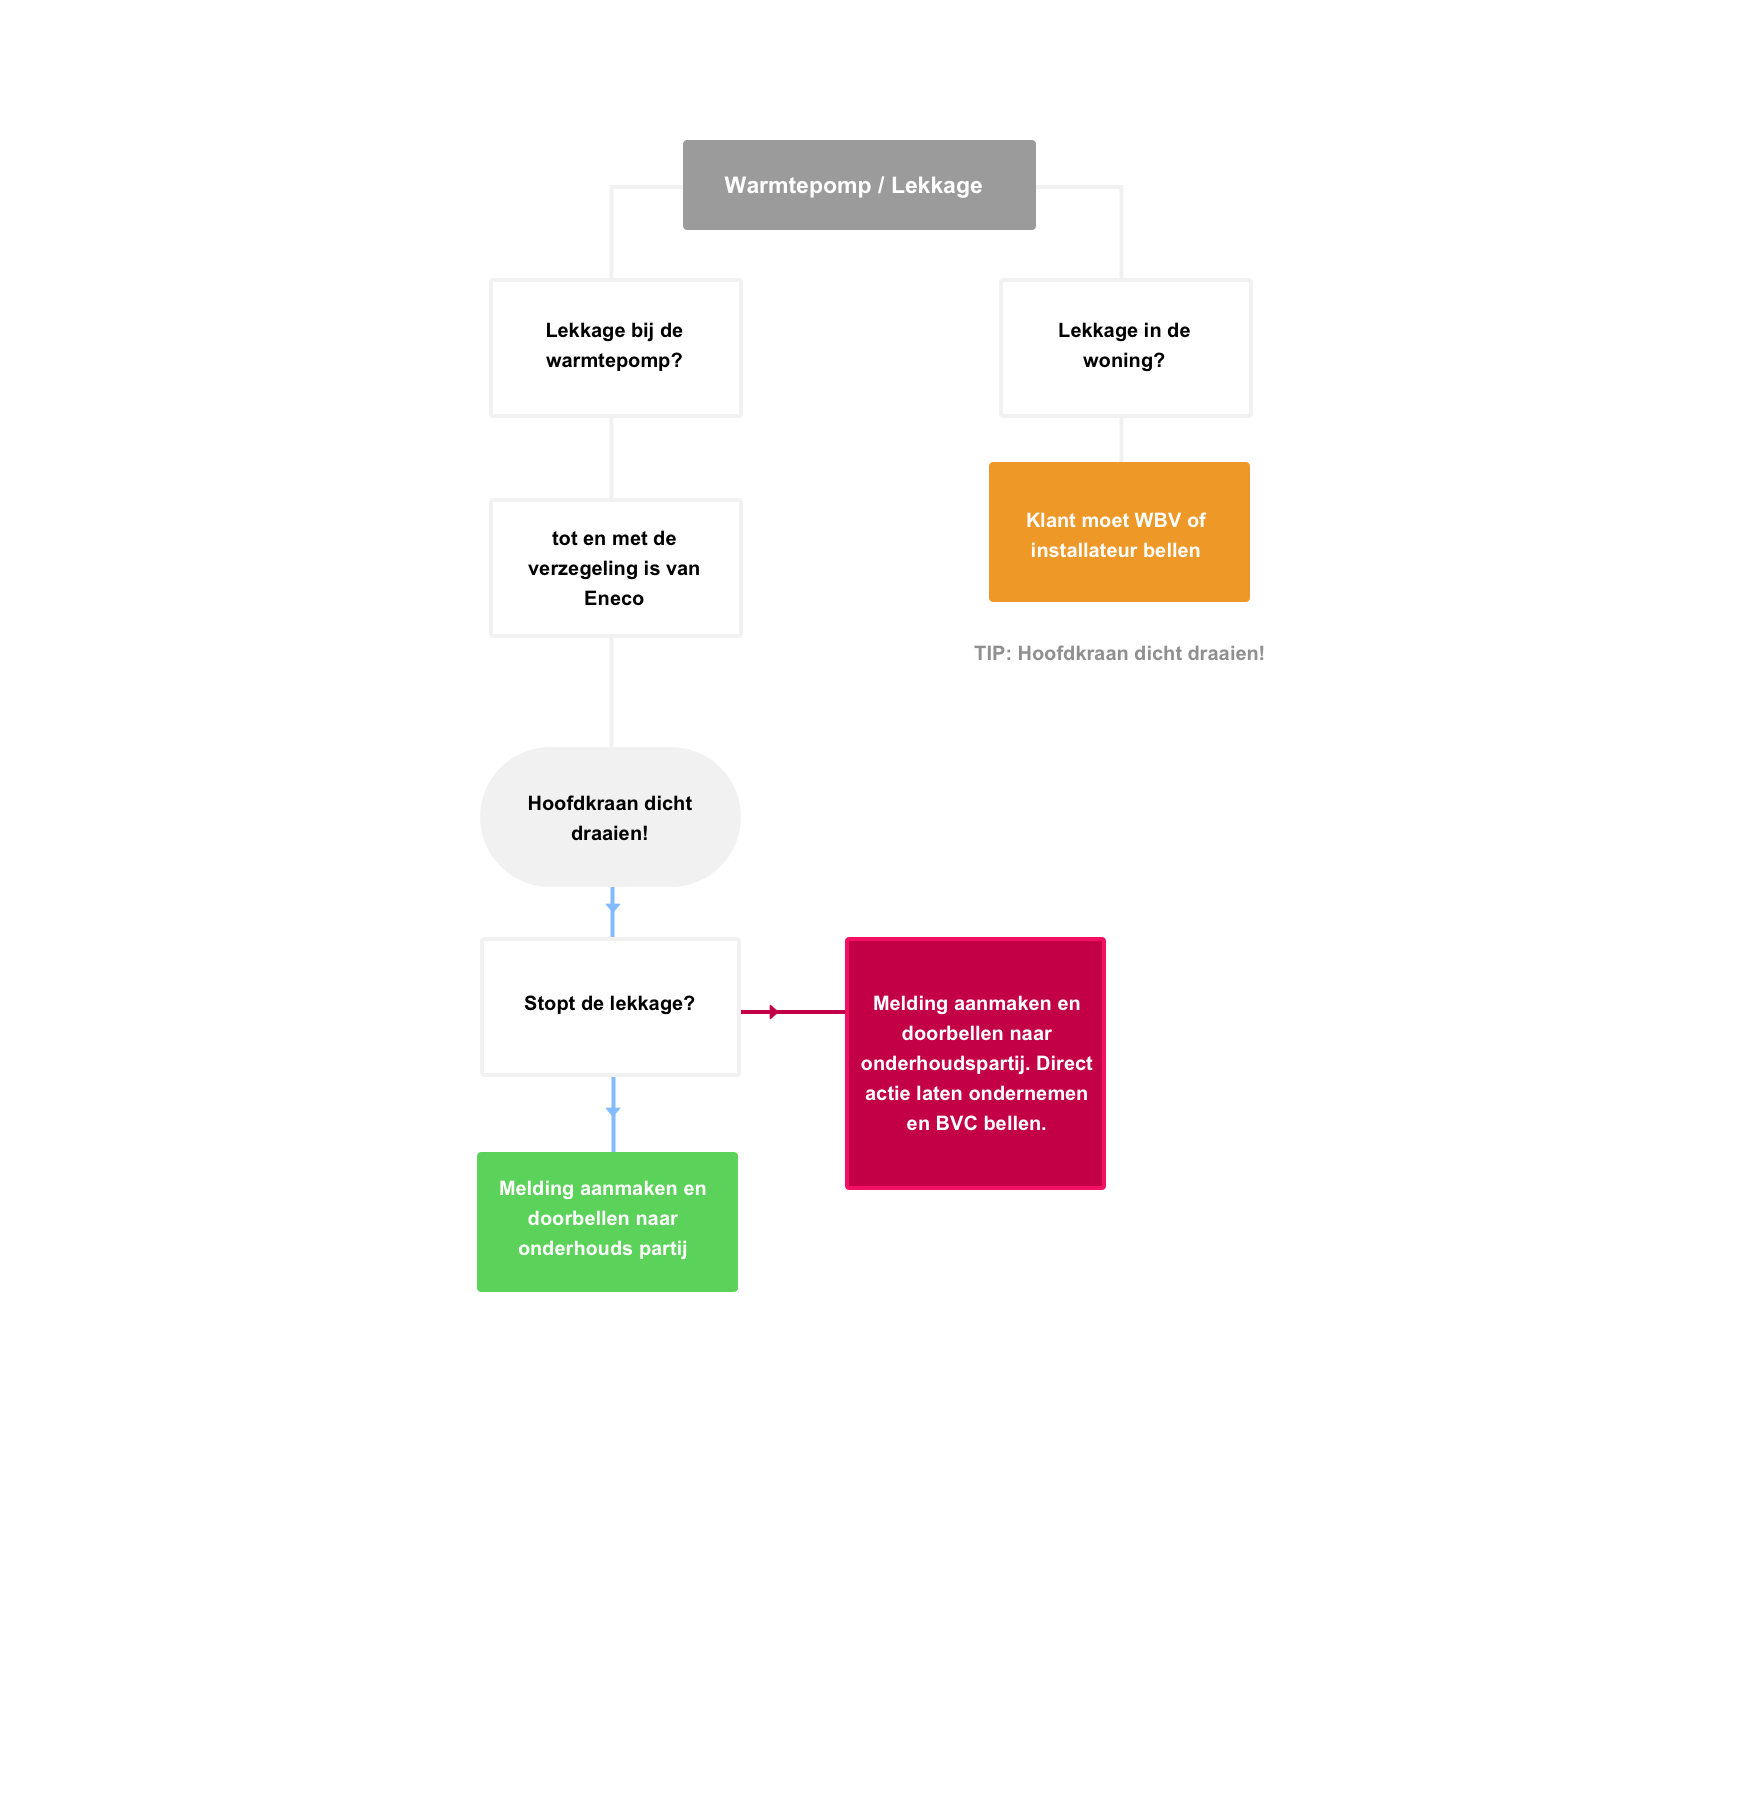 Warmtepomp / Lekkage
Lekkage bij de
warmtepomp?
Lekkage in de
woning?
tot en met de
verzegeling is van
Eneco
Klant moet WBV of
installateur bellen
TIP: Hoofdkraan dicht draaien!
Hoofdkraan dicht
draaien!
Stopt de lekkage?
Melding aanmaken en
doorbellen naar
onderhoudspartij. Direct
actie laten ondernemen
en BVC bellen.
Melding aanmaken en
doorbellen naar
onderhouds partij